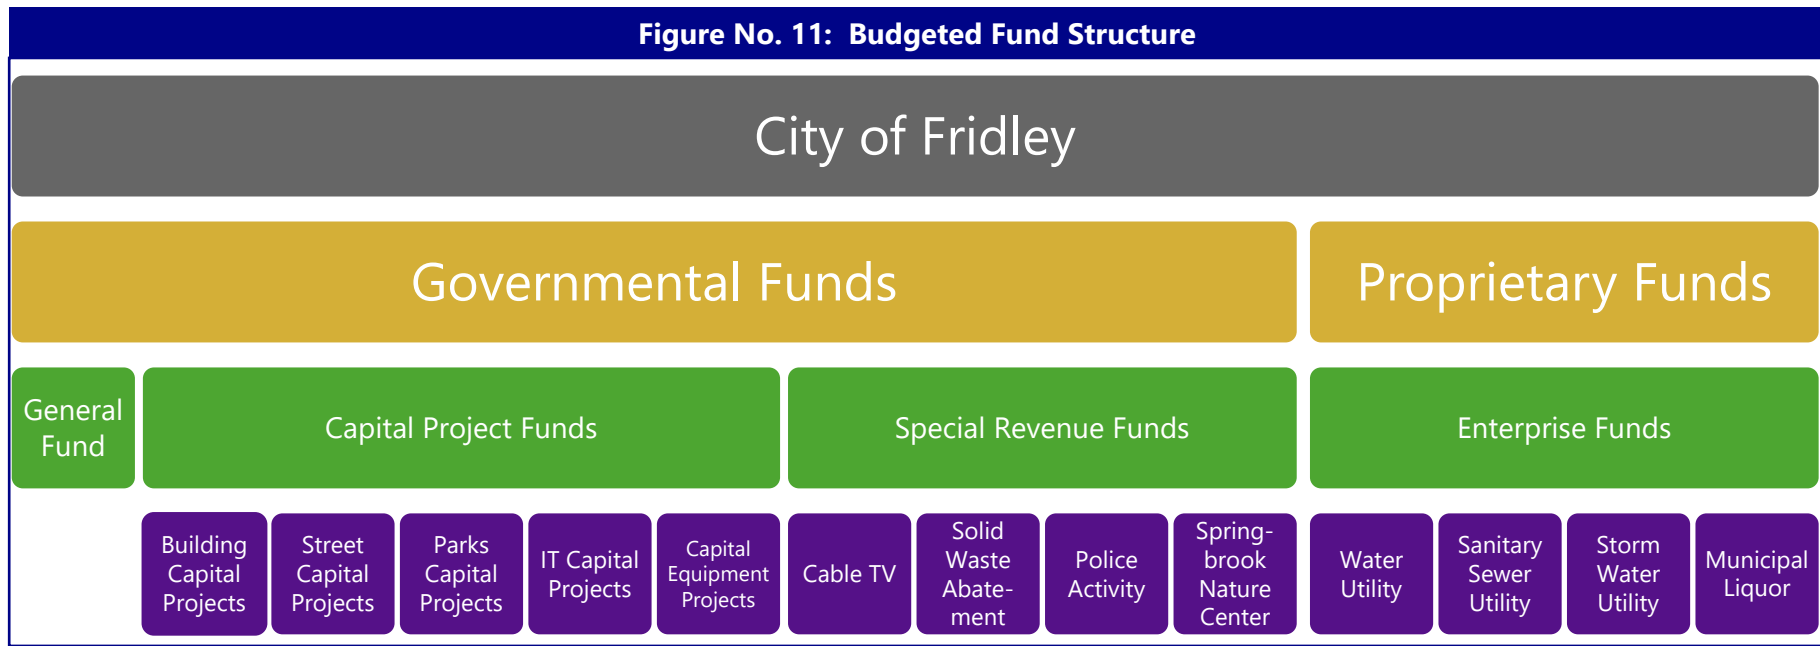 Figure No. 11: Budgeted Fund Structure
City of Fridley
Governmental Funds
Proprietary Funds
General
Fund
Capital Project Funds
Special Revenue Funds
Enterprise Funds
Building
Capital
Projects
Street
Capital
Projects
Parks
Capital
Projects
IT Capital
Projects
Capital
Equipment
Projects
Cable TV
Solid
Waste
Abate-
ment
Police
Activity
Spring-
brook
Nature
Center
Water
Utility
Sanitary
Sewer
Utility
Storm
Water
Utility
Municipal
Liquor